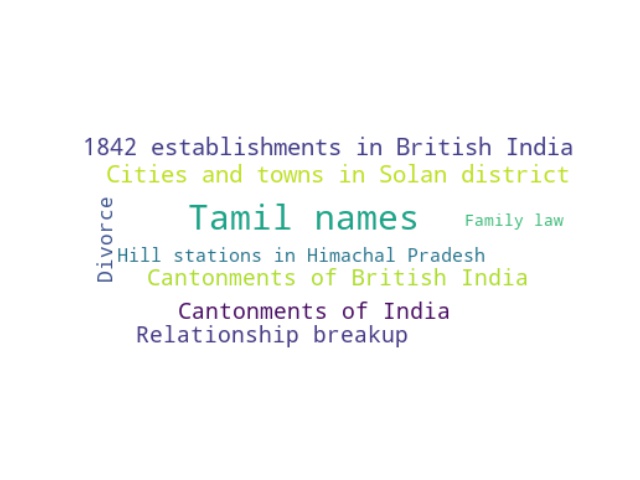 1842 establishments in British India
Cities and towns in Solan district
Divorce
Tamil names
Family law
Hill stations in Himachal Pradesh
Cantonments of British India
Cantonments of India
Relationship breakup